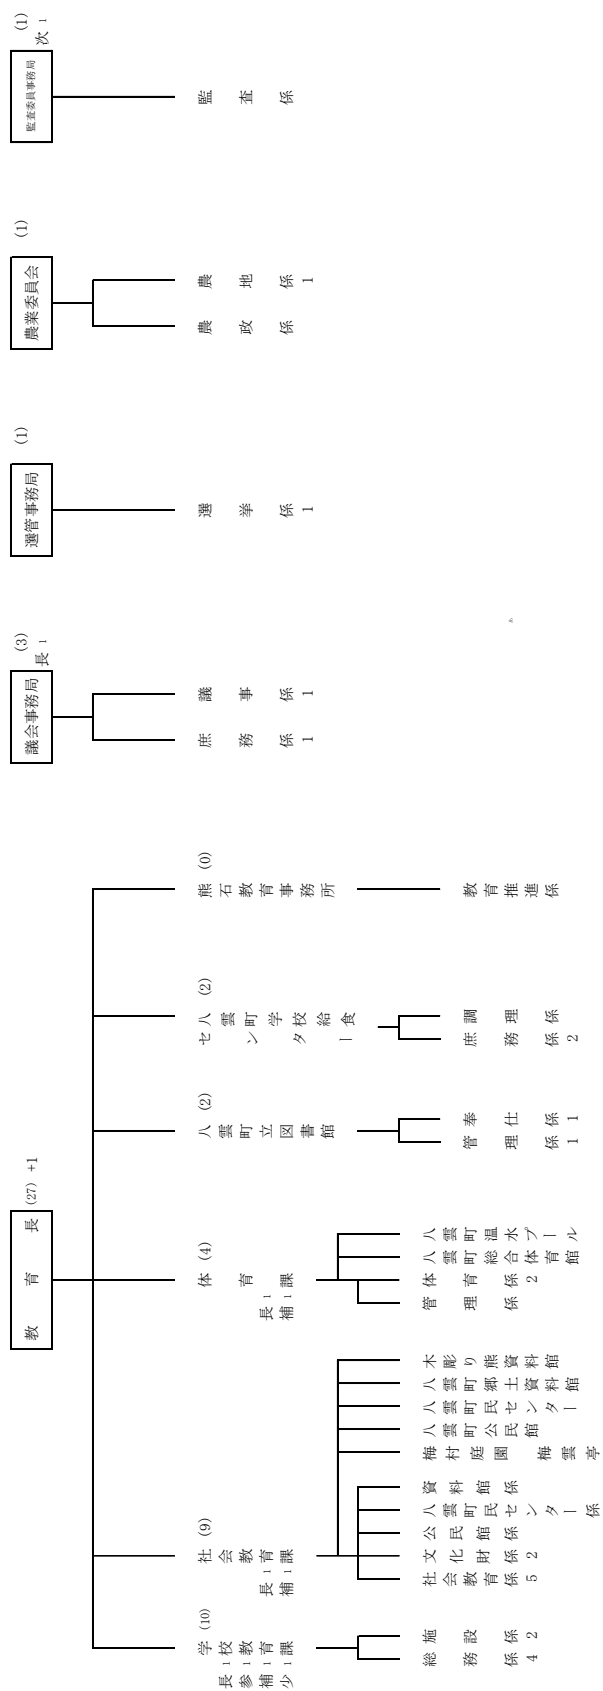 教育長 (27) +1
学校教育課 (10)
長1
参1
補1
少1
総務係4
施設係2
社会教育課 (9)
長1
補1
社会教育係5
文化財係2
公民館係
八雲町民センター係
資料館係
梅村庭園 梅雲亭
八雲町公民館
八雲町民センター
八雲町郷土資料館
木彫り熊資料館
体育課 (4)
長1
補1
管理係
体育係2
八雲町総合体育館
八雲町温水プール
八雲町立図書館 (2)
管理係1
奉仕係1
八雲町学校給食
センター (2)
庶務係2
調理係
熊石教育事務所 (0)
教育推進係
議会事務局 (3)
長1
庶務係1
議事係1
選管事務局 (1)
選挙係1
農業委員会 (1)
農政係
農地係1
監査委員事務局 (1)
次1
監査係